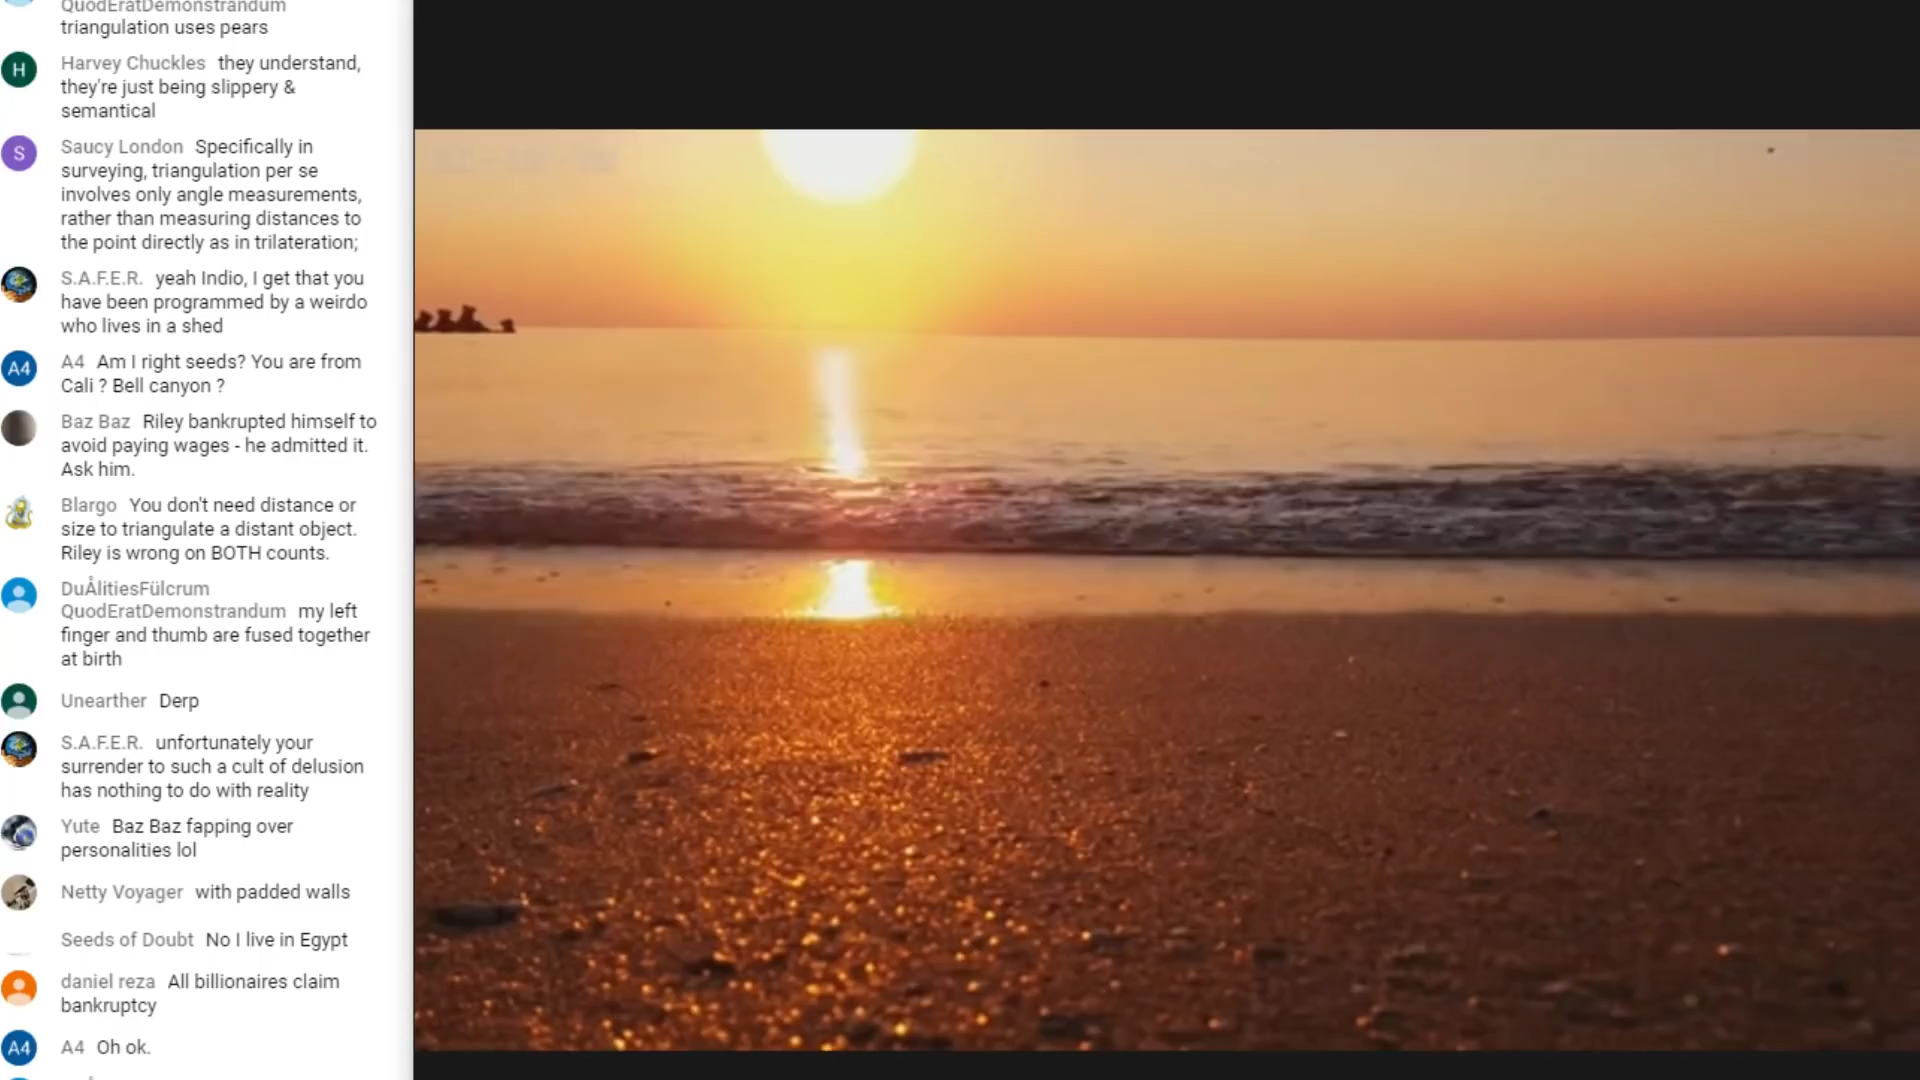 QuodEratDemonstrandum
triangulation uses pears
H
Harvey Chuckles they understand,
they're just being slippery &
semantical
S
Saucy London Specifically in
surveying, triangulation per se
involves only angle measurements,
rather than measuring distances to
the point directly as in trilateration;
S.A.F.E.R. yeah Indio, I get that you
have been programmed by a weirdo
who lives in a shed
A4
A4 Am I right seeds? You are from
Cali ? Bell canyon ?
Baz Baz Riley bankrupted himself to
avoid paying wages - he admitted it.
Ask him.
Blargo You don't need distance or
size to triangulate a distant object.
Riley is wrong on BOTH counts.
DuÅlitiesFülcrum
QuodEratDemonstrandum my left
finger and thumb are fused together
at birth
Unearther Derp
S.A.F.E.R. unfortunately your
surrender to such a cult of delusion
has nothing to do with reality
Yute Baz Baz fapping over
personalities lol
Netty Voyager with padded walls
Seeds of Doubt No I live in Egypt
daniel reza All billionaires claim
bankruptcy
A4
A4 Oh ok.